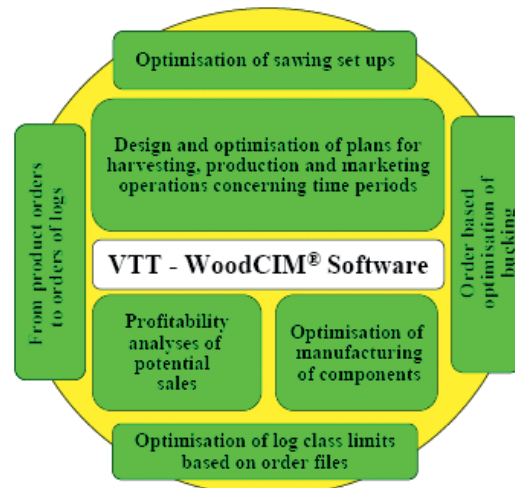 Optimisation of sawing set ups
Design and optimisation of plans for
harvesting, production and marketing
operations concerning time periods
From product orders
to orders of logs
VTT - WoodCIM® Software
Order based
optimisation of
bucking
Profitability
analyses of
potential
sales
Optimisation of
manufacturing
of components
Optimisation of log class limits
based on order files